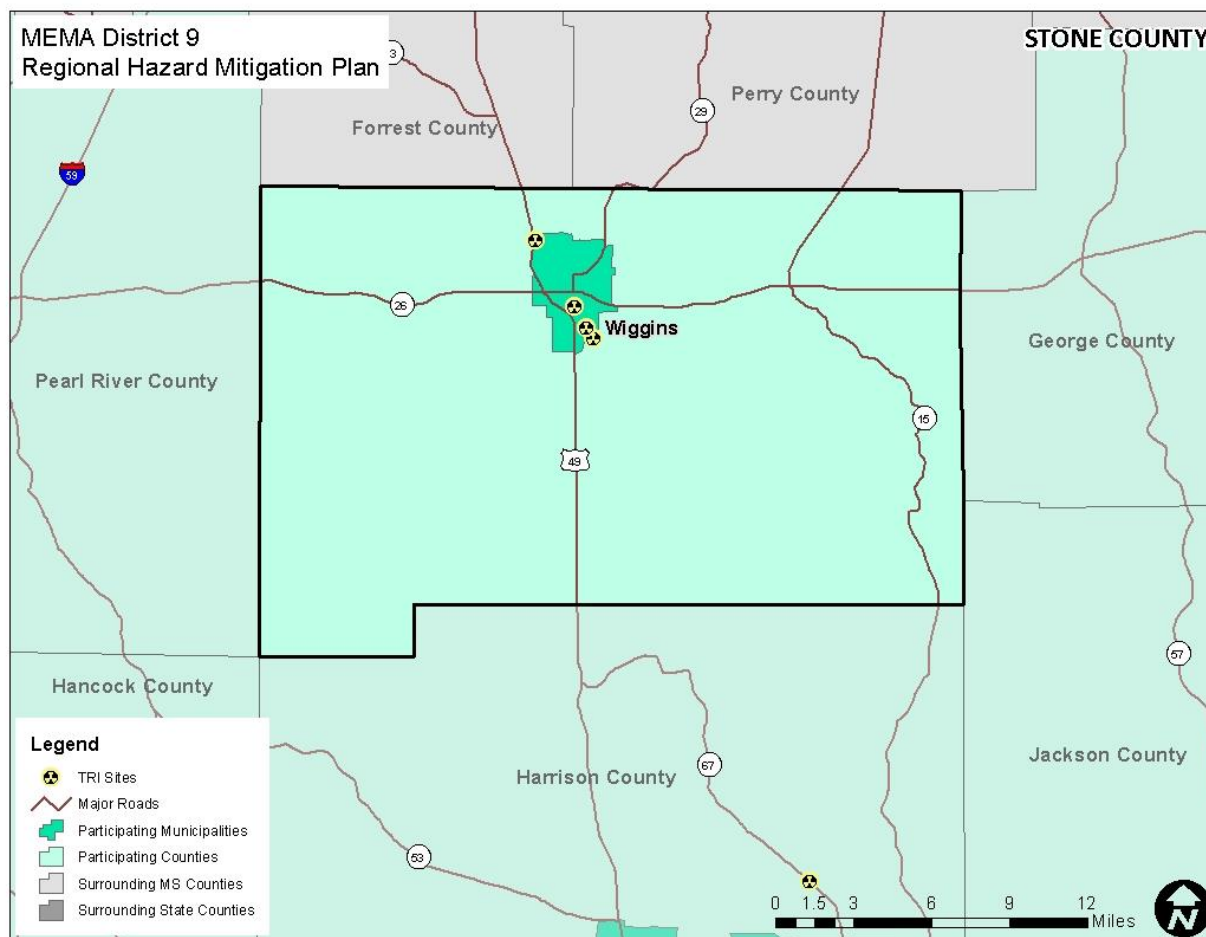 MEMA District 9
Regional Hazard Mitigation Plan
STONE COUNTY
13
Perry County
29
Forrest County
59
26
Wiggins
George County
Pearl River County
15
49
57
Hancock County
Legend
TRI Sites
Major Roads
Participating Municipalities
Participating Counties
Surrounding MS Counties
Surrounding State Counties
Harrison County
67
Jackson County
53
0 1.5 3 6 9 12
Miles
N